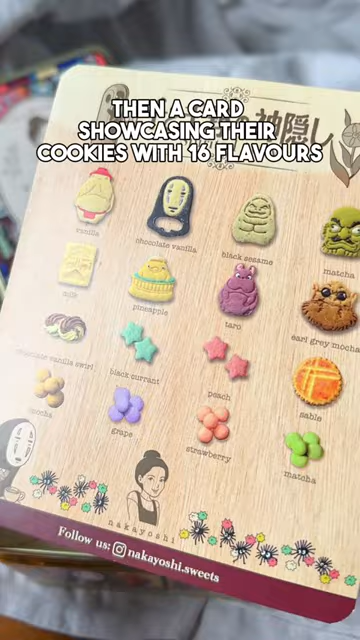 THEN A CARD
SHOWCASING THEIR
COOKIES WITH 16 FLAVOURS
神隠し
vanilla
chocolate vanilla
black sesame
matcha
milk
pineapple
taro
earl grey mocha
chocolate vanilla swirl
black currant
peach
sable
mocha
grape
strawberry
matcha
nakayoshi
Follow us: nakayoshi.sweets